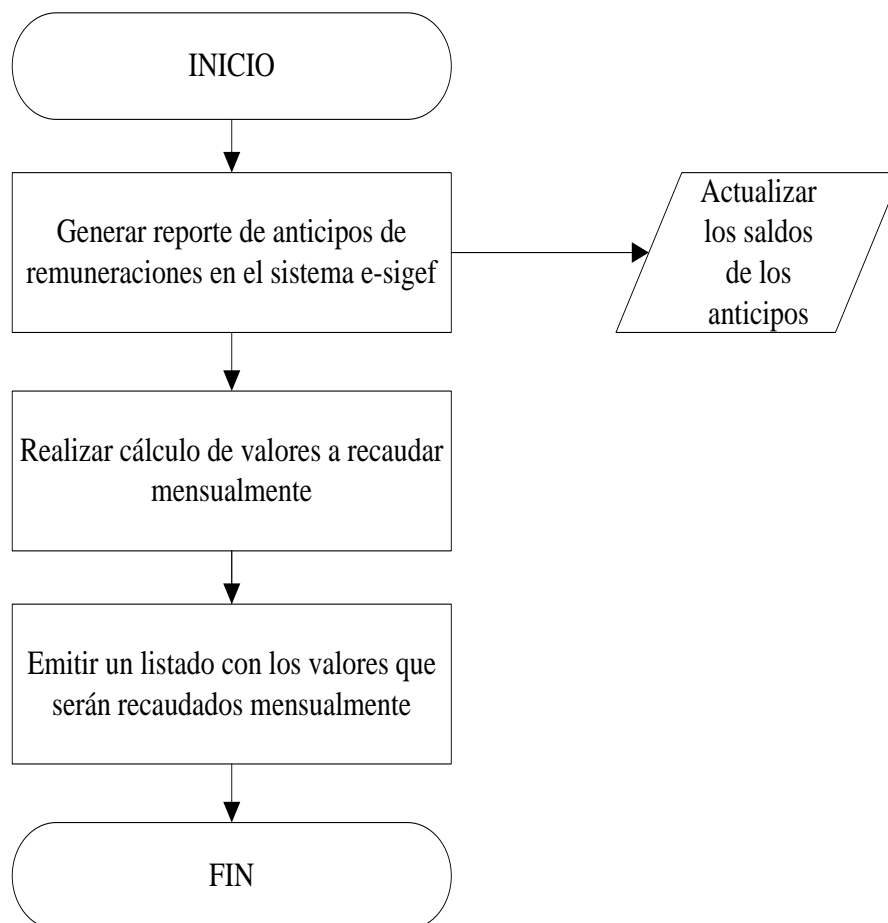 INICIO
Generar reporte de anticipos de
remuneraciones en el sistema e-sigef
Actualizar
los saldos
de los
anticipos
Realizar cálculo de valores a recaudar
mensualmente
Emitir un listado con los valores que
serán recaudados mensualmente
FIN